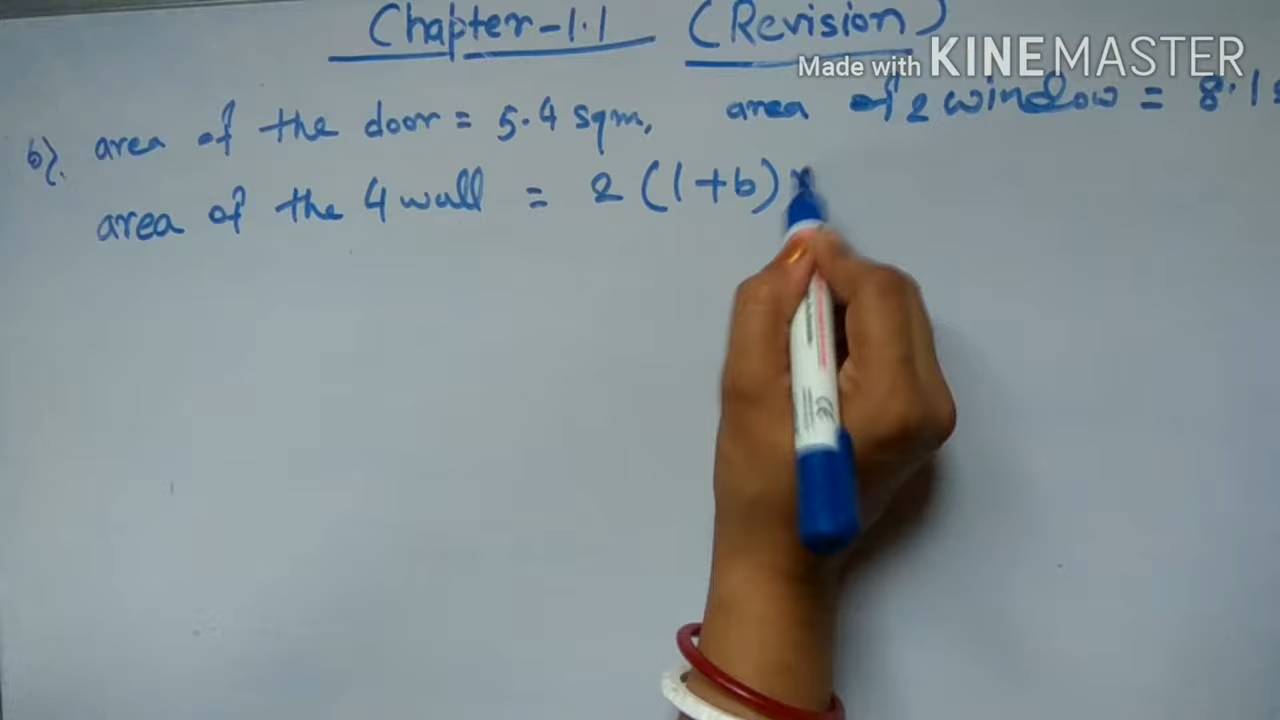 Chapter-1.1 (Revision)
Made with KINEMASTER
b). area of the door = 5.4 sqm, area of 2 window = 8.1
area of the 4 wall = 2 (l+b) x